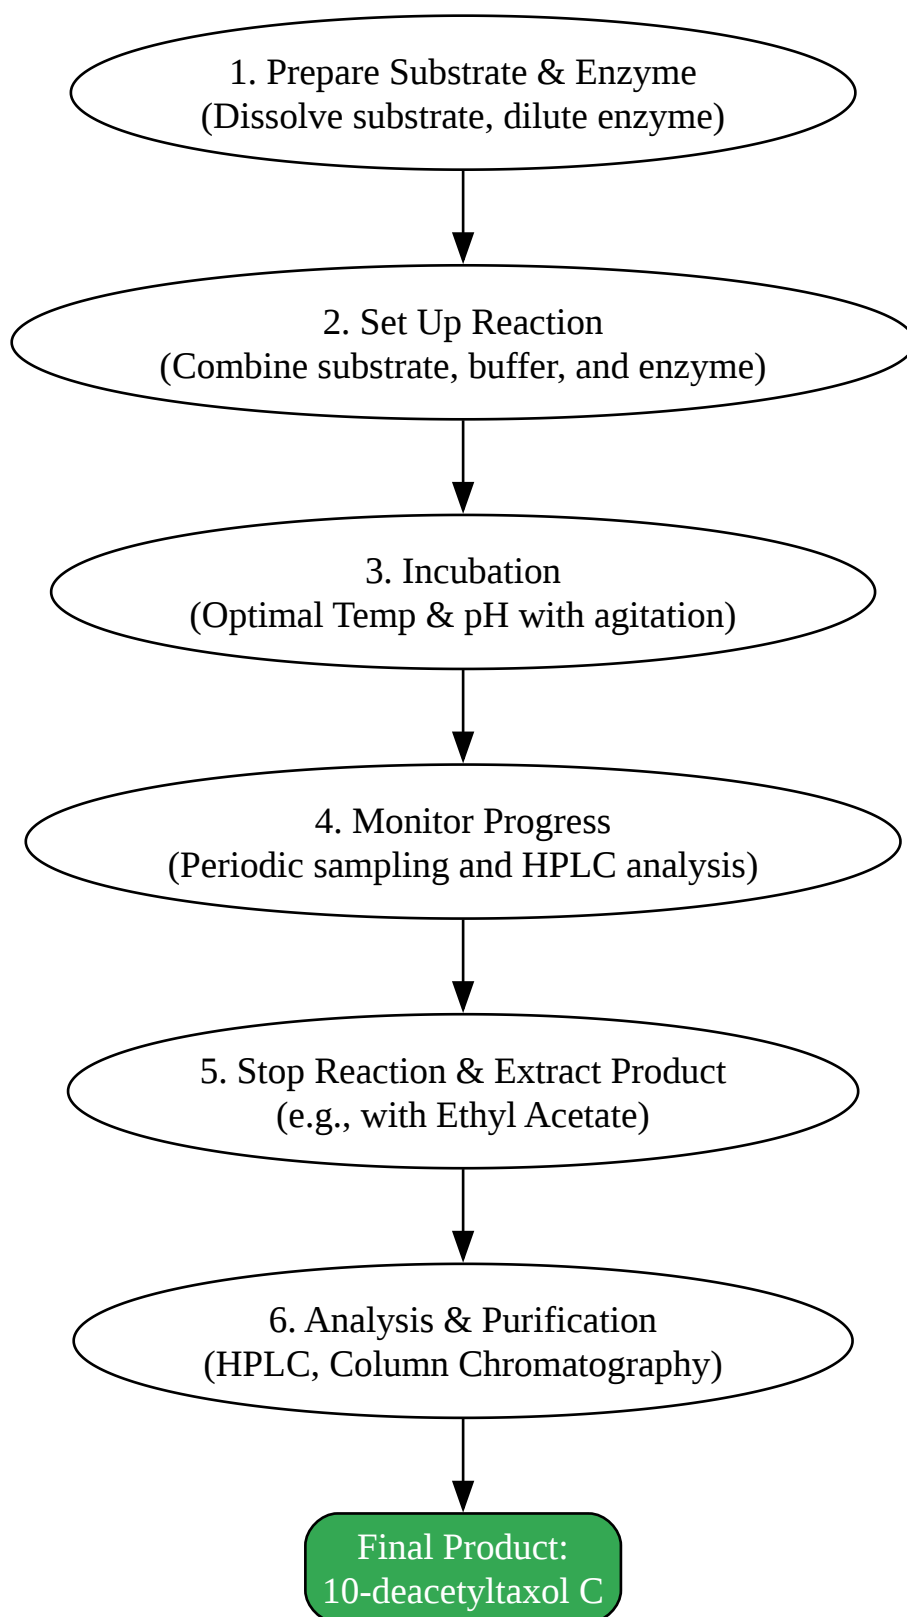 1. Prepare Substrate & Enzyme
(Dissolve substrate, dilute enzyme)
2. Set Up Reaction
(Combine substrate, buffer, and enzyme)
3. Incubation
(Optimal Temp & pH with agitation)
4. Monitor Progress
(Periodic sampling and HPLC analysis)
5. Stop Reaction & Extract Product
(e.g., with Ethyl Acetate)
6. Analysis & Purification
(HPLC, Column Chromatography)
Final Product:
10-deacetyltaxol C